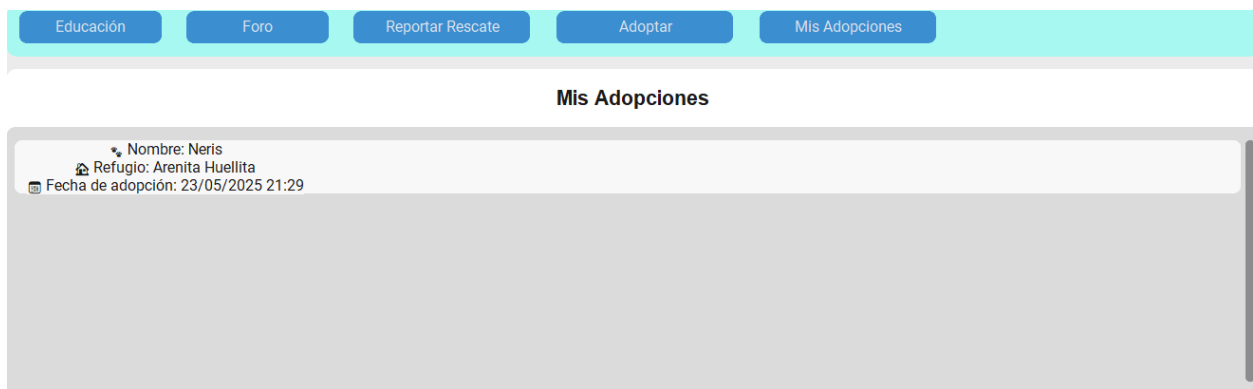 Educación
Foro
Reportar Rescate
Adoptar
Mis Adopciones
Mis Adopciones
Nombre: Neris
Refugio: Arenita Huellita
Fecha de adopción: 23/05/2025 21:29